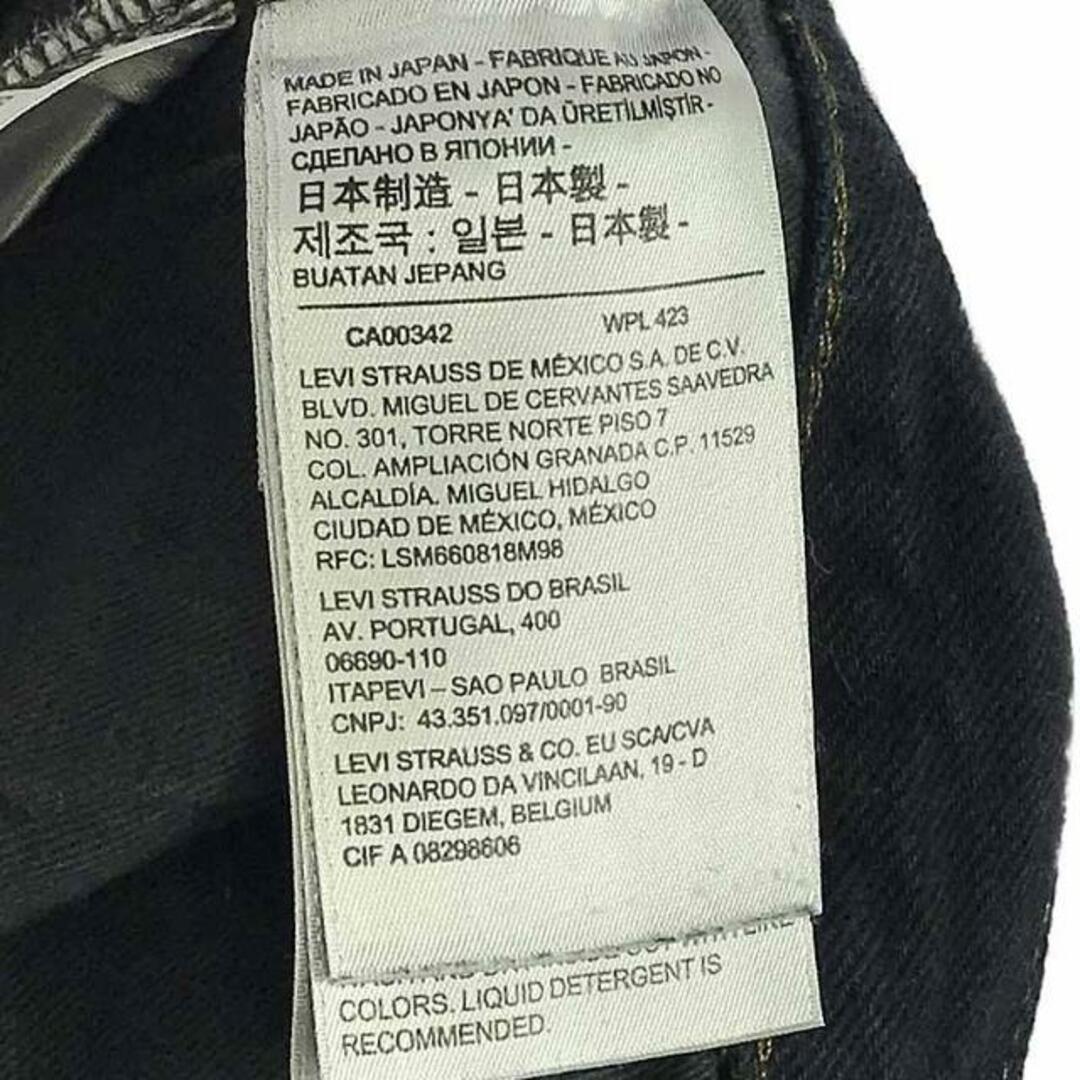 MADE IN JAPAN - FABRIQUE AU JAPON -
FABRICADO EN JAPON - FABRICADO NO
JAPÃO - JAPONYA' DA ÜRETİLMİŞTİR -
СДЕЛАНО В ЯПОНИИ -
日本制造 - 日本製 -
제조국 : 일본 - 日本製 -
BUATAN JEPANG
CA00342 WPL 423
LEVI STRAUSS DE MÉXICO S.A. DE C.V.
BLVD. MIGUEL DE CERVANTES SAAVEDRA
NO. 301, TORRE NORTE PISO 7
COL. AMPLIACIÓN GRANADA C.P. 11529
ALCALDÍA. MIGUEL HIDALGO
CIUDAD DE MÉXICO, MÉXICO
RFC: LSM660818M98
LEVI STRAUSS DO BRASIL
AV. PORTUGAL, 400
06690-110
ITAPEVI – SAO PAULO BRASIL
CNPJ: 43.351.097/0001-90
LEVI STRAUSS & CO. EU SCA/CVA
LEONARDO DA VINCILAAN, 19 - D
1831 DIEGEM, BELGIUM
CIF A 08298606
COLORS. LIQUID DETERGENT IS
RECOMMENDED.